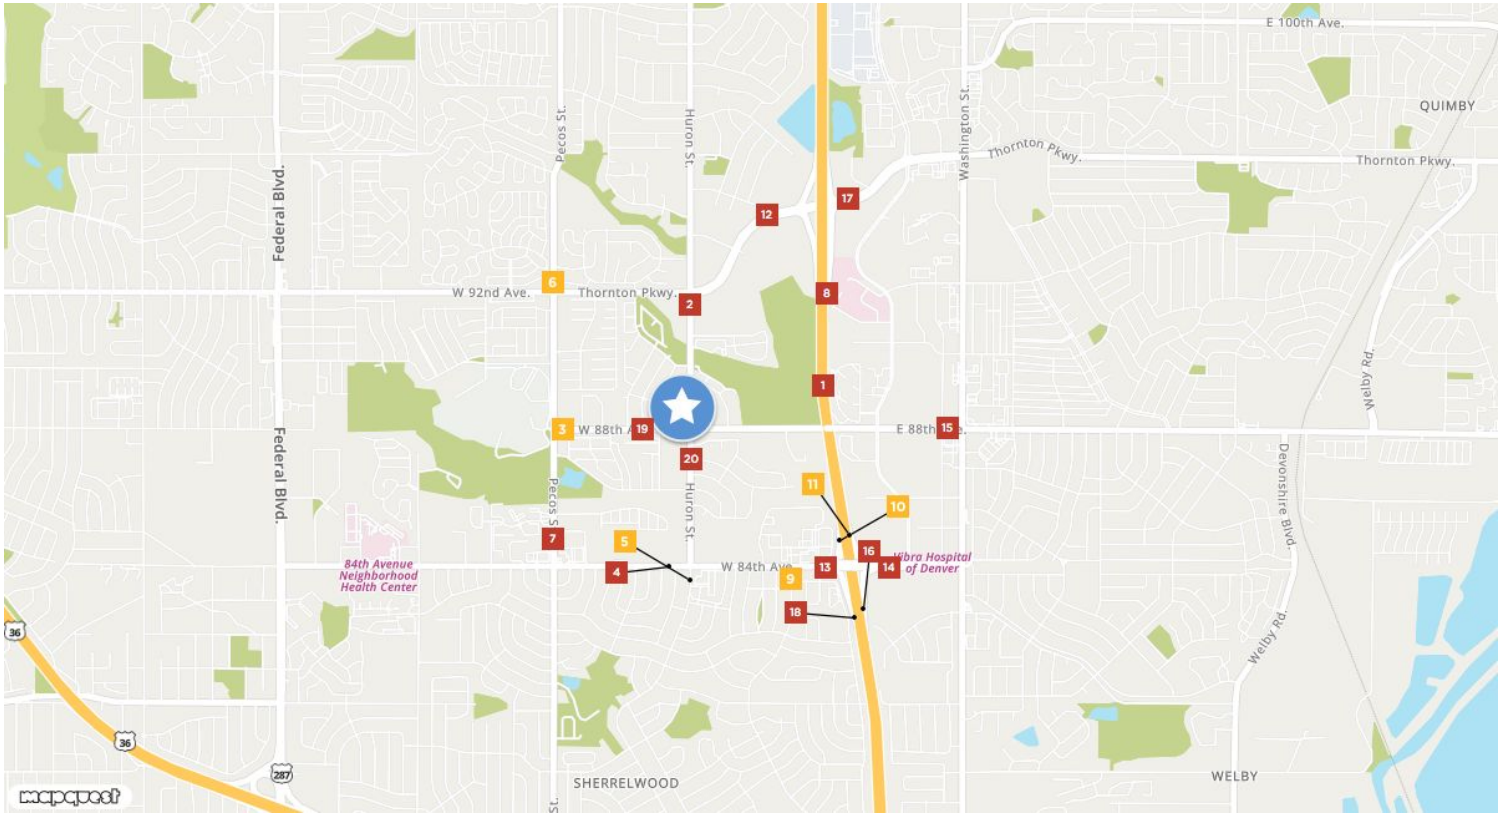 E 100th Ave.
QUIMBY
Pecos St.
Huron St.
Washington St.
Thornton Pkwy.
Thornton Pkwy.
Federal Blvd.
17
12
6
W 92nd Ave.
Thornton Pkwy.
2
8
1
Welby Rd.
3
W 88th A
19
20
E 88th
15
e.
Federal Blvd.
Pecos S
Huron St.
11
10
Devonshire Blvd.
7
5
4
84th Avenue
Neighborhood
Health Center
W 84th Ave.
9
13
16
14
Vibra Hospital
of Denver
18
36
Welby Rd.
36
287
SHERRELWOOD
WELBY
St.
mapquest